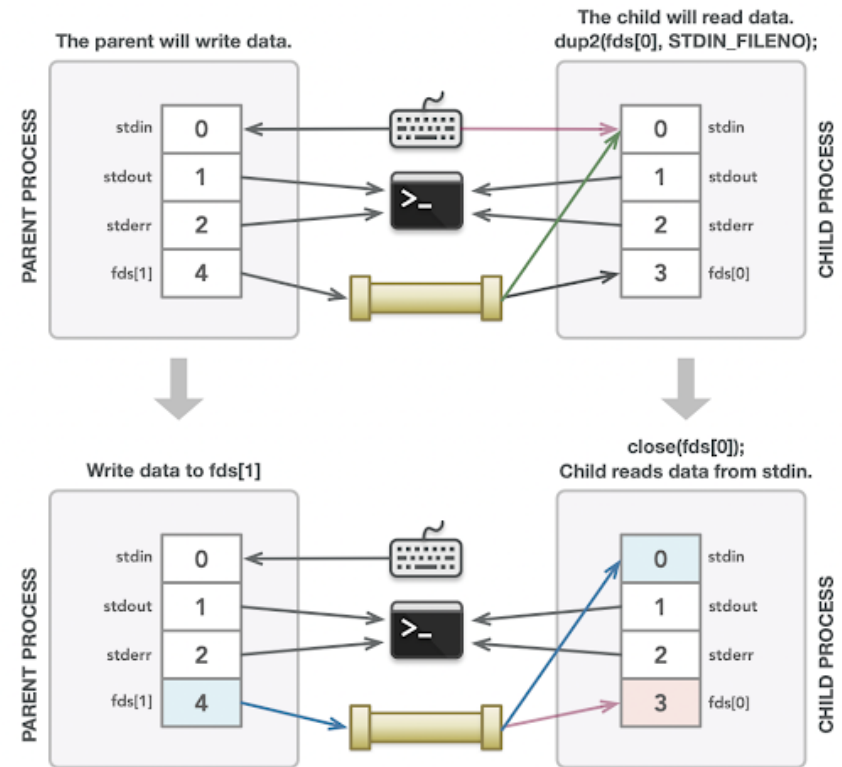 The child will read data.
The parent will write data.
dup2(fds[0], STDIN_FILENO);
PARENT PROCESS
stdin 0
0 stdin
stdout 1
>_
1 stdout
stderr 2
2 stderr
fds[1] 4
3 fds[0]
CHILD PROCESS
close(fds[0]);
Write data to fds[1]
Child reads data from stdin.
PARENT PROCESS
stdin 0
0 stdin
stdout 1
>_
1 stdout
stderr 2
2 stderr
fds[1] 4
3 fds[0]
CHILD PROCESS